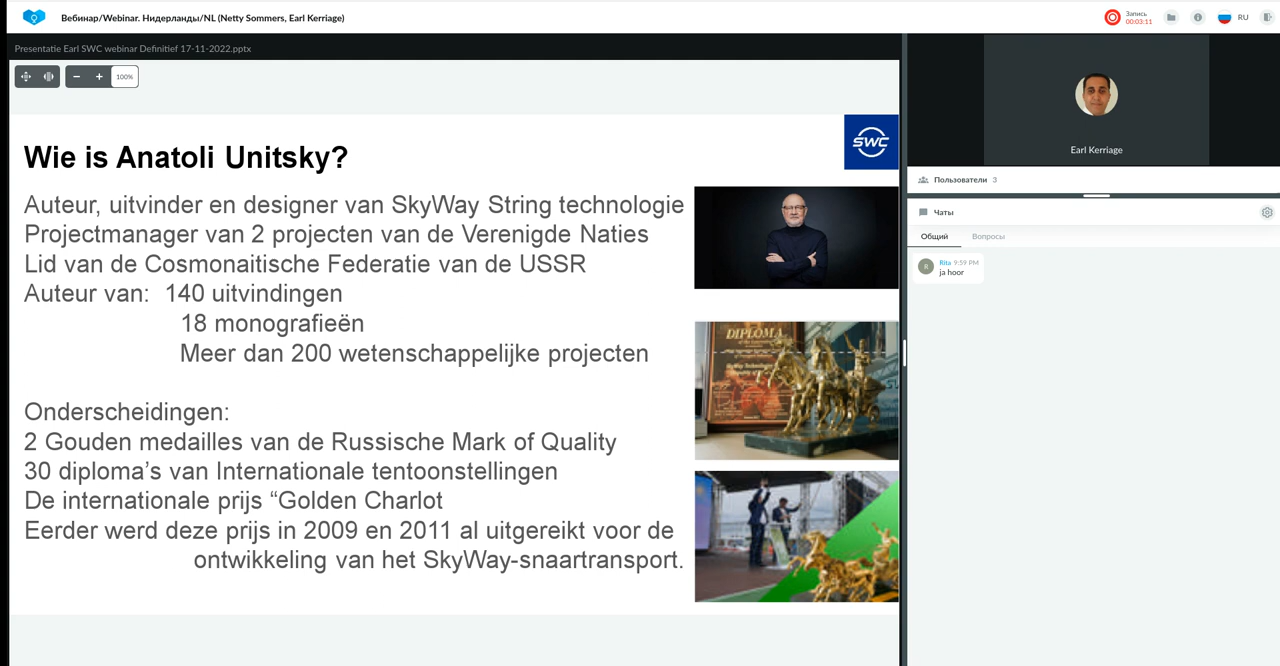 Вебинар/Webinar. Нидерланды/NL (Netty Sommers, Earl Kerriage)
Запись
00:03:11
RU
Presentatie Earl SWC webinar Definitief 17-11-2022.pptx
100%
SWC
Wie is Anatoli Unitsky?
Auteur, uitvinder en designer van SkyWay String technologie
Projectmanager van 2 projecten van de Verenigde Naties
Lid van de Cosmonaitische Federatie van de USSR
Auteur van: 140 uitvindingen
18 monografieën
Meer dan 200 wetenschappelijke projecten
Onderscheidingen:
2 Gouden medailles van de Russische Mark of Quality
30 diploma’s van Internationale tentoonstellingen
De internationale prijs “Golden Charlot
Eerder werd deze prijs in 2009 en 2011 al uitgereikt voor de
ontwikkeling van het SkyWay-snaartransport.
DIPLOMA
Earl Kerriage
Пользователи 3
Чаты
Общий
Вопросы
R
Rita 9:59 PM
ja hoor